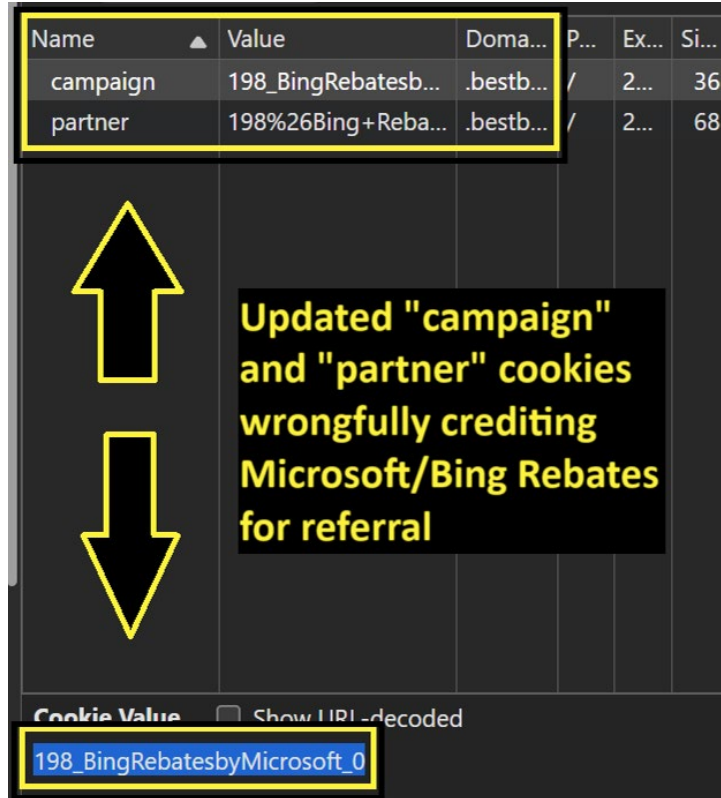 Name ▲ Value Doma... P... Ex... Si...
campaign 198_BingRebatesb... .bestb... / 2... 36
partner 198%26Bing+Reba... .bestb... / 2... 68
Updated "campaign"
and "partner" cookies
wrongfully crediting
Microsoft/Bing Rebates
for referral
Cookie Value Show URL-decoded
198_BingRebatesbyMicrosoft_0